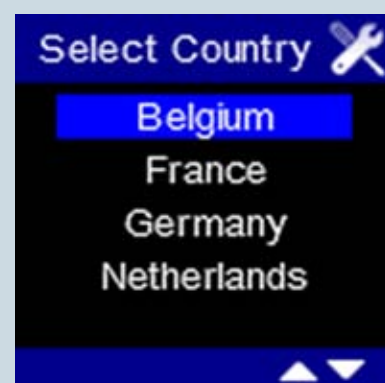 Select Country
Belgium
France
Germany
Netherlands